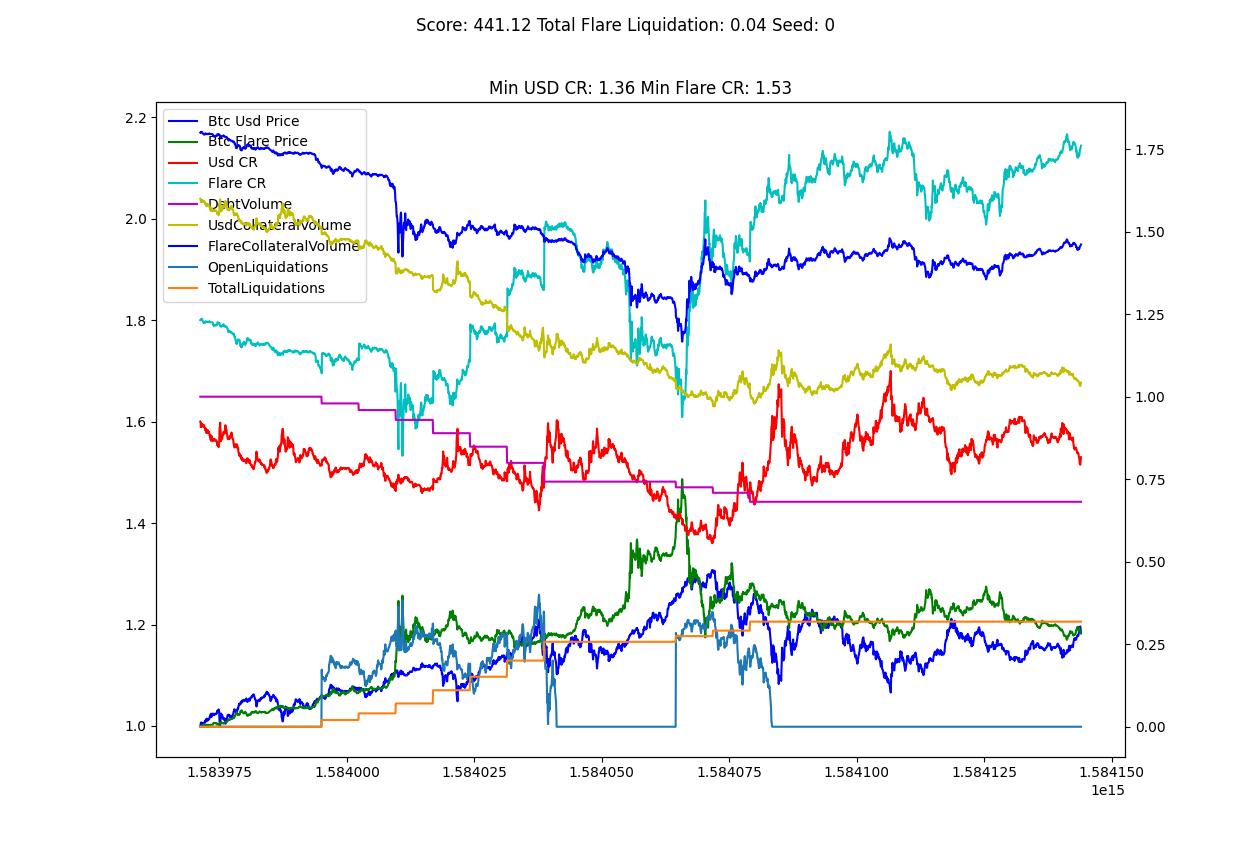 Score: 441.12 Total Flare Liquidation: 0.04 Seed: 0
Min USD CR: 1.36 Min Flare CR: 1.53
2.2
2.0
1.8
1.6
1.4
1.2
1.0
Btc Usd Price
Btc Flare Price
Usd CR
Flare CR
DebtVolume
UsdCollateralVolume
FlareCollateralVolume
OpenLiquidations
TotalLiquidations
1.75
1.50
1.25
1.00
0.75
0.50
0.25
0.00
1.583975 1.584000 1.584025 1.584050 1.584075 1.584100 1.584125 1.584150
1e15